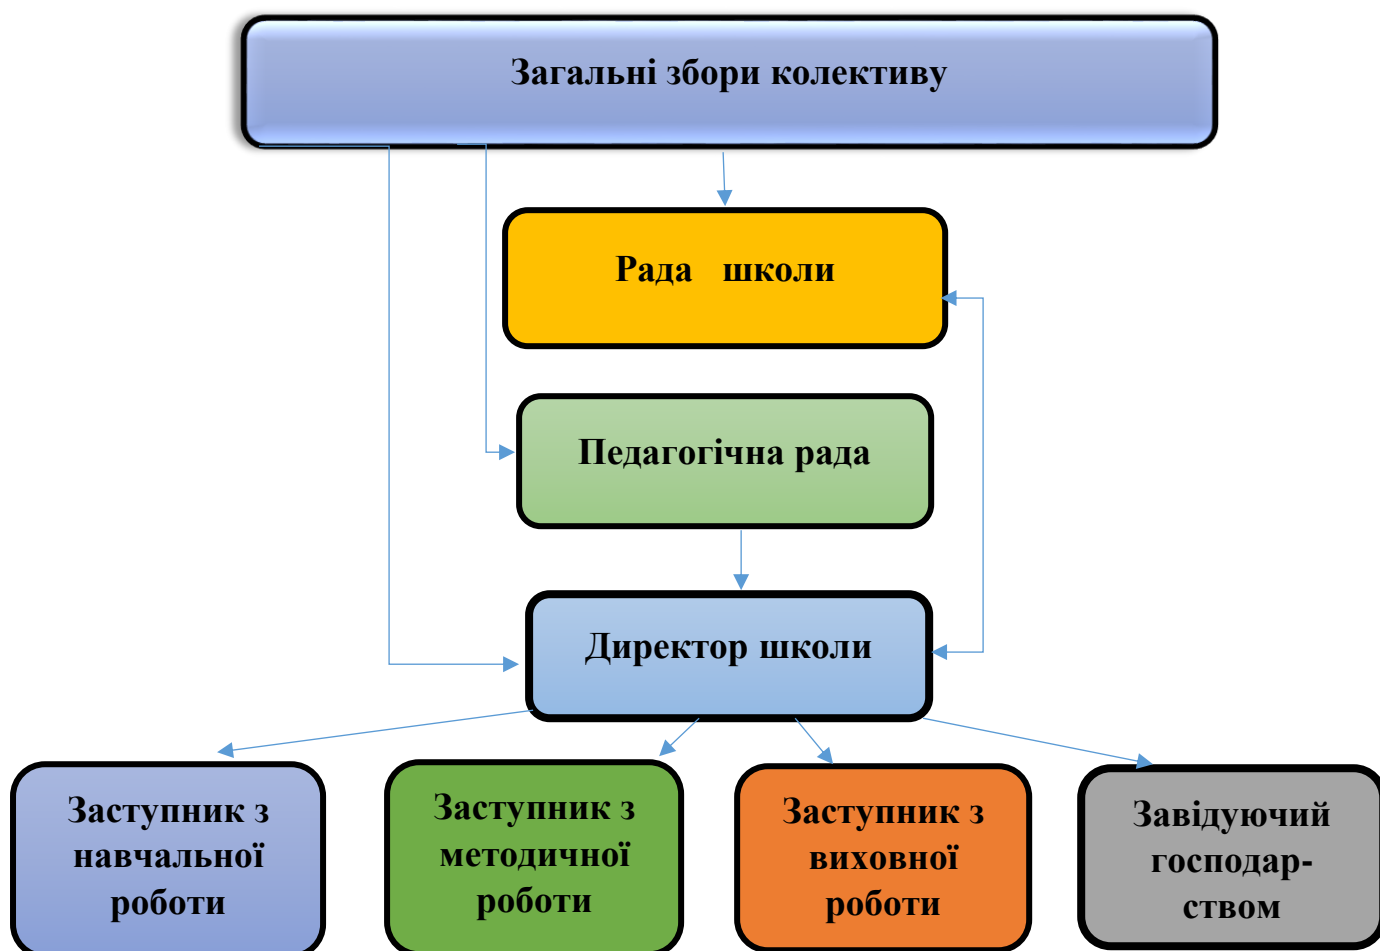 Загальні збори колективу
Рада школи
Педагогічна рада
Директор школи
Заступник з
навчальної
роботи
Заступник з
методичної
роботи
Заступник з
виховної
роботи
Завідуючий
господар-
ством